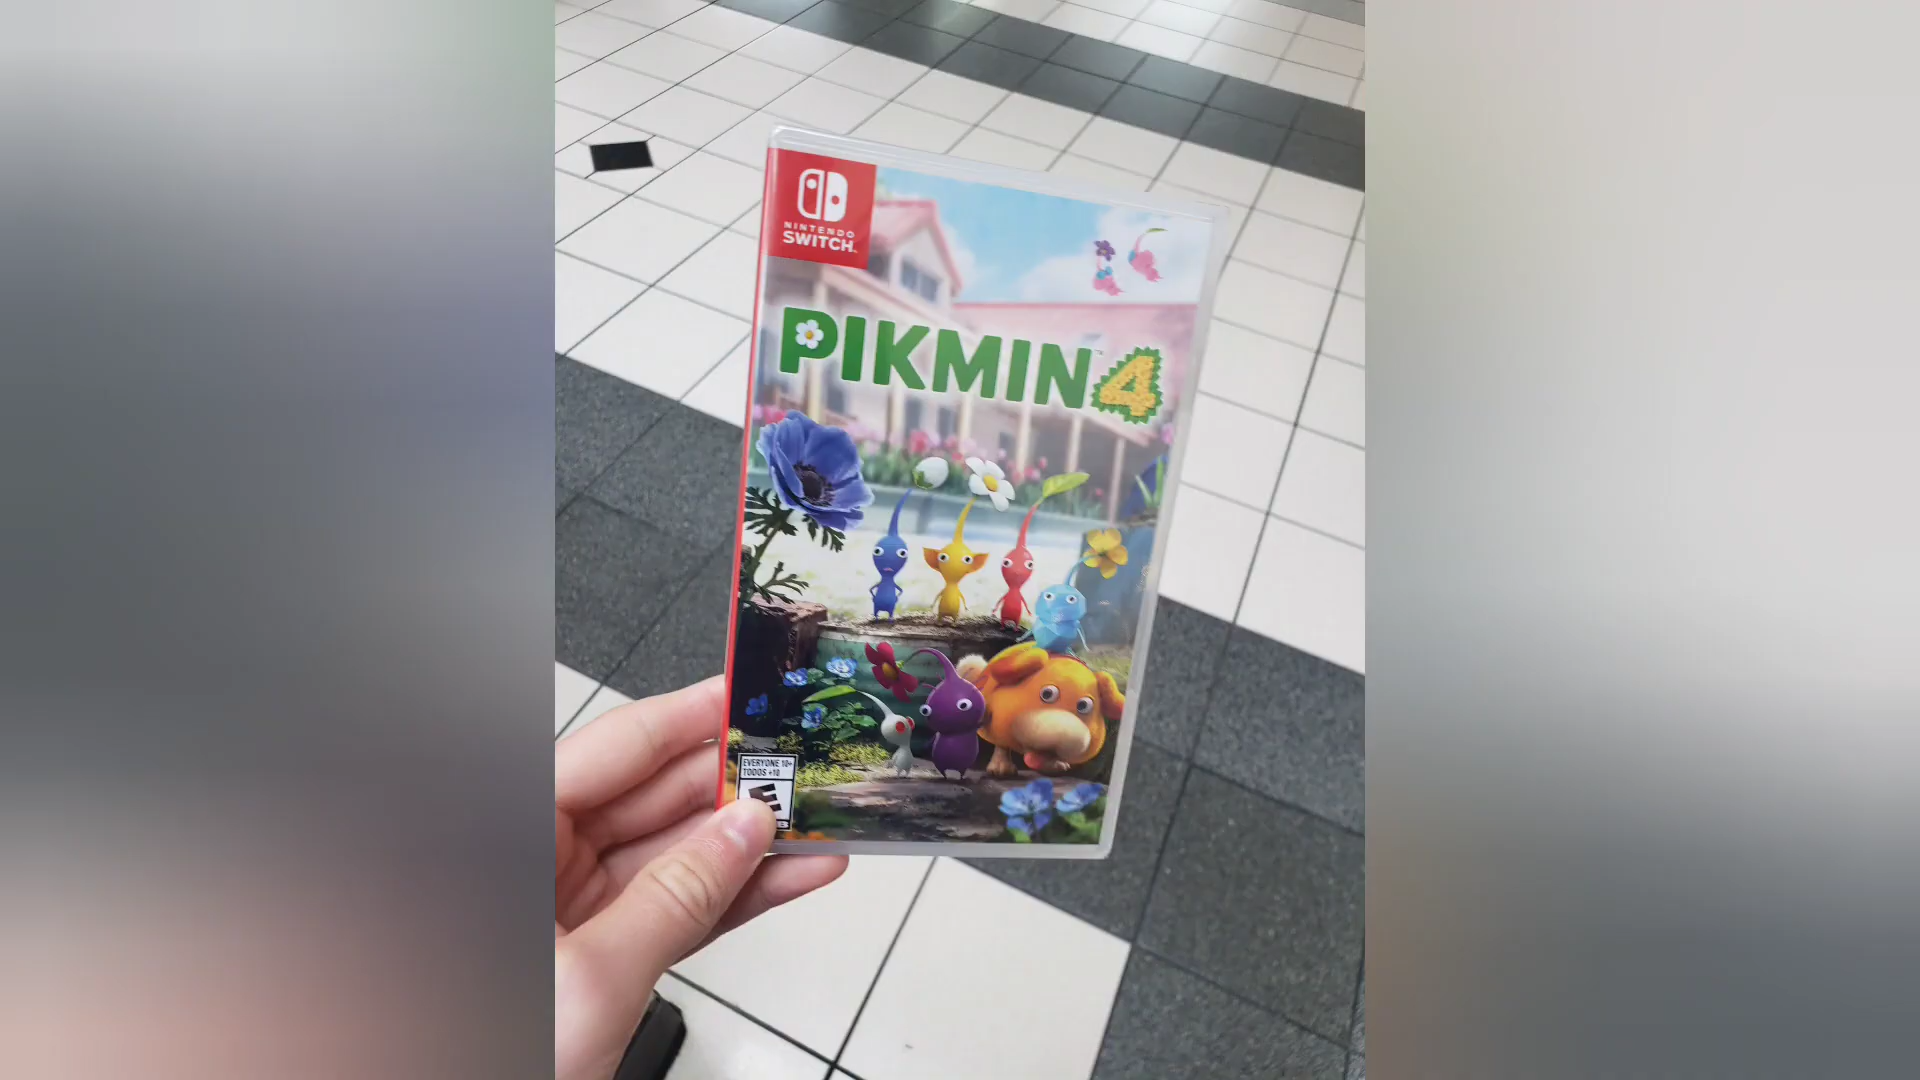 NINTENDO
SWITCH
PIKMIN 4
EVERYONE 10+
TODOS +10
E